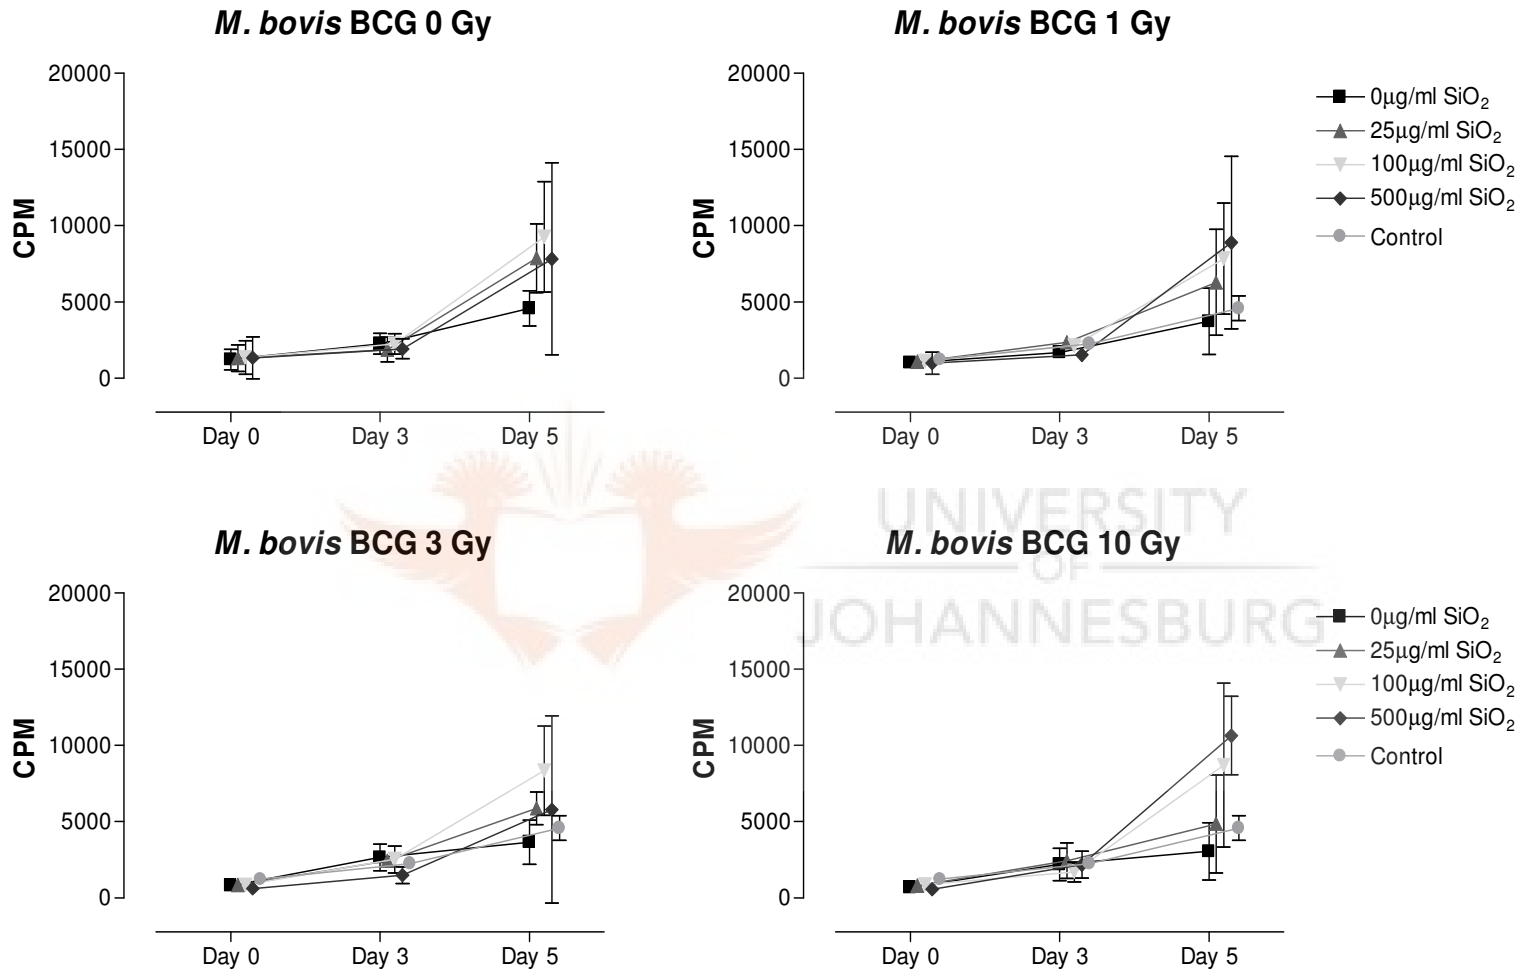 M. bovis BCG 0 Gy
20000
15000
10000
5000
0
CPM
Day 0
Day 3
Day 5
M. bovis BCG 1 Gy
20000
15000
10000
5000
0
CPM
Day 0
Day 3
Day 5
0µg/ml SiO₂
25µg/ml SiO₂
100µg/ml SiO₂
500µg/ml SiO₂
Control
UNIVERSITY
OF
JOHANNESBURG
M. bovis BCG 3 Gy
20000
15000
10000
5000
0
CPM
Day 0
Day 3
Day 5
M. bovis BCG 10 Gy
20000
15000
10000
5000
0
CPM
Day 0
Day 3
Day 5
0µg/ml SiO₂
25µg/ml SiO₂
100µg/ml SiO₂
500µg/ml SiO₂
Control